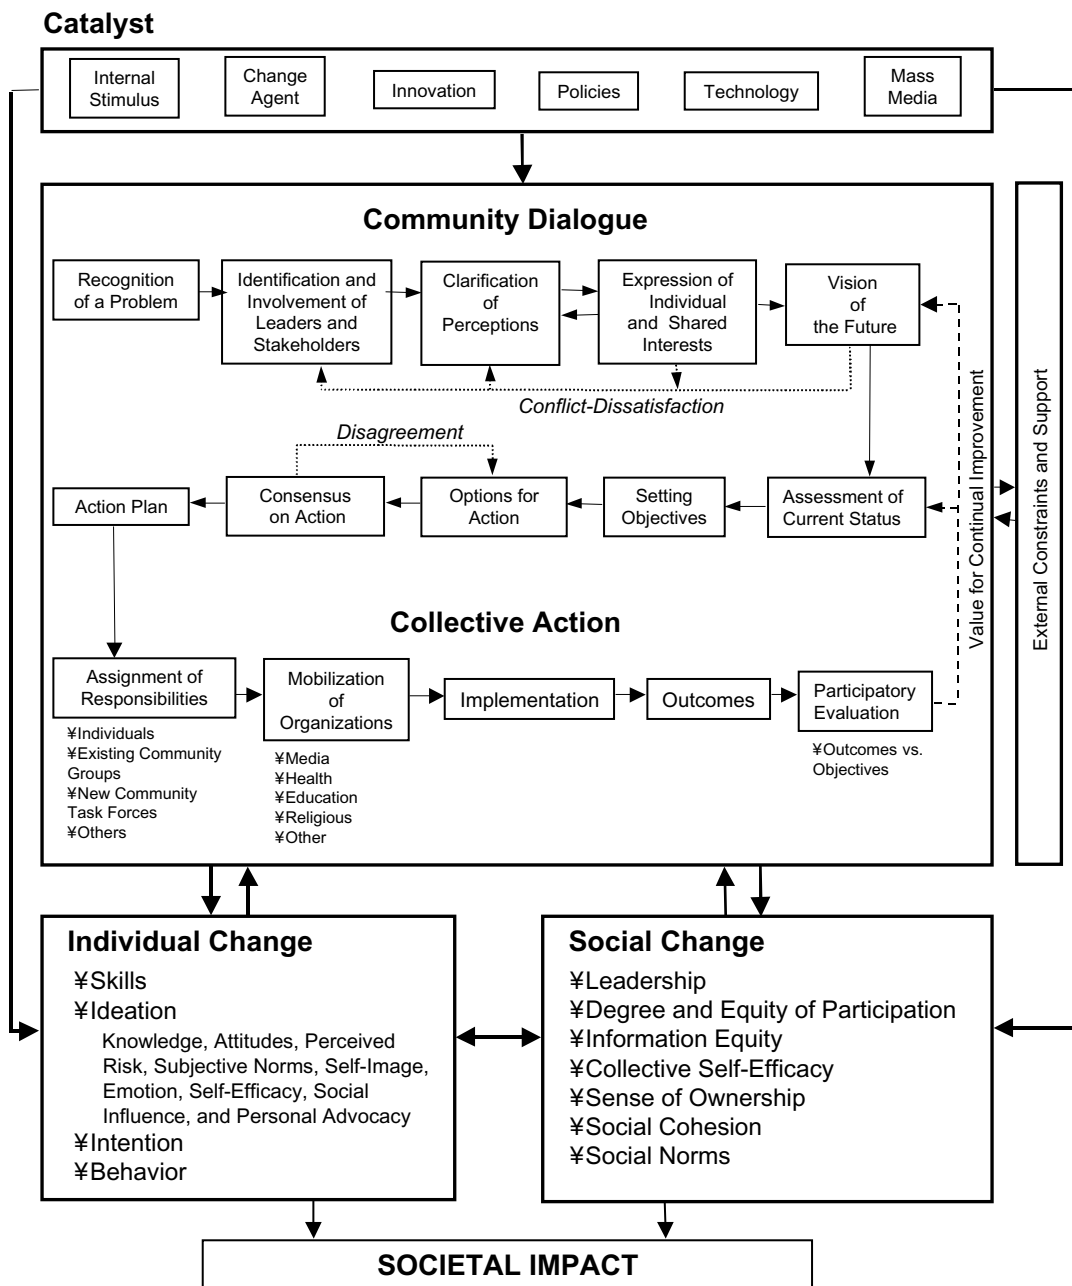 Catalyst
Internal
Stimulus
Change
Agent
Innovation
Policies
Technology
Mass
Media
Community Dialogue
Recognition
of a Problem
Identification and
Involvement of
Leaders and
Stakeholders
Clarification
of
Perceptions
Expression of
Individual
and Shared
Interests
Vision
of
the Future
Conflict-Dissatisfaction
Disagreement
Action Plan
Consensus
on Action
Options for
Action
Setting
Objectives
Assessment of
Current Status
Value for Continual Improvement
External Constraints and Support
Collective Action
Assignment of
Responsibilities
¥Individuals
¥Existing Community
Groups
¥New Community
Task Forces
¥Others
Mobilization
of
Organizations
¥Media
¥Health
¥Education
¥Religious
¥Other
Implementation
Outcomes
Participatory
Evaluation
¥Outcomes vs.
Objectives
Individual Change
¥Skills
¥Ideation
Knowledge, Attitudes, Perceived
Risk, Subjective Norms, Self-Image,
Emotion, Self-Efficacy, Social
Influence, and Personal Advocacy
¥Intention
¥Behavior
Social Change
¥Leadership
¥Degree and Equity of Participation
¥Information Equity
¥Collective Self-Efficacy
¥Sense of Ownership
¥Social Cohesion
¥Social Norms
SOCIETAL IMPACT